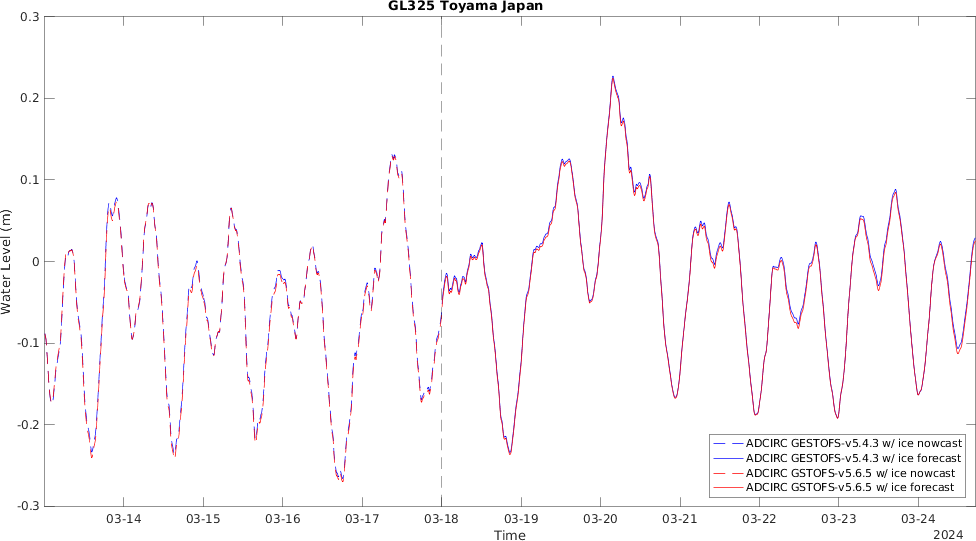 GL325 Toyama Japan
0.3
0.2
0.1
0
-0.1
-0.2
-0.3
Water Level (m)
03-14 03-15 03-16 03-17 03-18 03-19 03-20 03-21 03-22 03-23 03-24
Time
2024
ADCIRC GESTOFS-v5.4.3 w/ ice nowcast
ADCIRC GESTOFS-v5.4.3 w/ ice forecast
ADCIRC GSTOFS-v5.6.5 w/ ice nowcast
ADCIRC GSTOFS-v5.6.5 w/ ice forecast